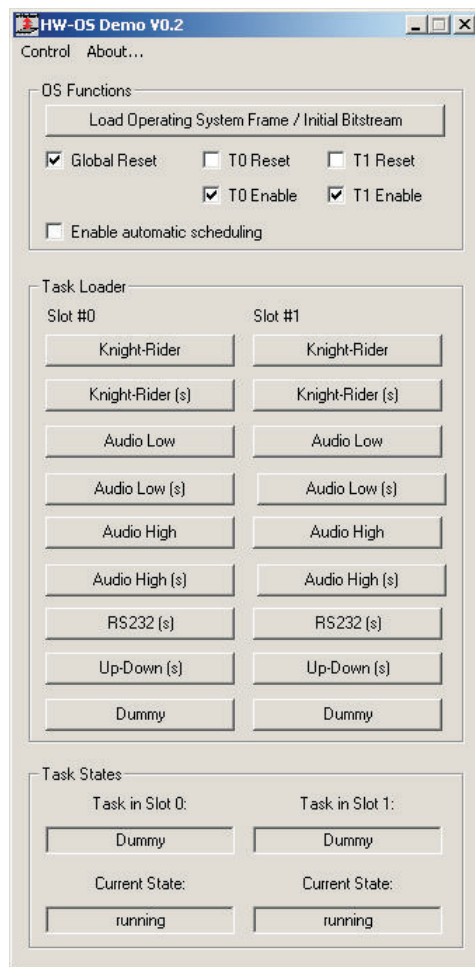 HW-OS Demo V0.2
Control About...
OS Functions
Load Operating System Frame / Initial Bitstream
Global Reset T0 Reset T1 Reset
T0 Enable T1 Enable
Enable automatic scheduling
Task Loader
Slot #0 Slot #1
Knight-Rider Knight-Rider
Knight-Rider (s) Knight-Rider (s)
Audio Low Audio Low
Audio Low (s) Audio Low (s)
Audio High Audio High
Audio High (s) Audio High (s)
RS232 (s) RS232 (s)
Up-Down (s) Up-Down (s)
Dummy Dummy
Task States
Task in Slot 0: Task in Slot 1:
Dummy Dummy
Current State: Current State:
running running